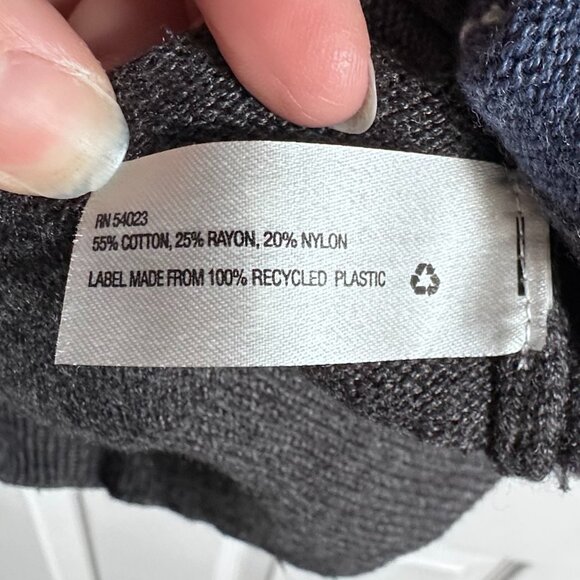 RN 54023
55% COTTON, 25% RAYON, 20% NYLON
LABEL MADE FROM 100% RECYCLED PLASTIC